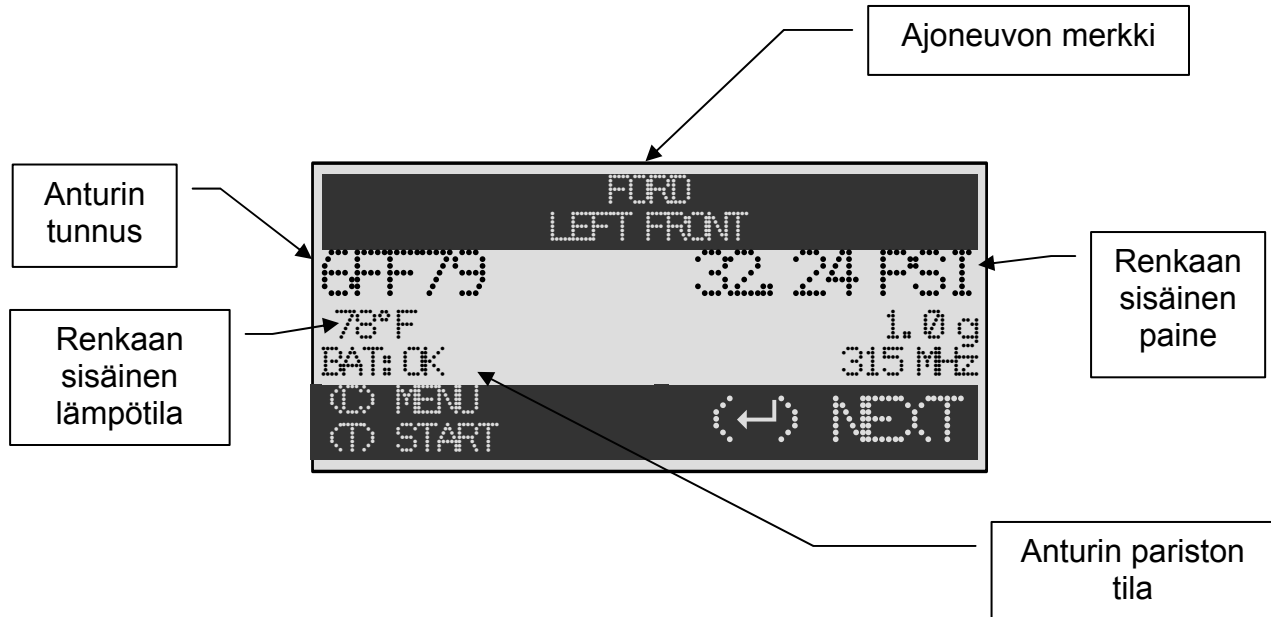 Ajoneuvon merkki
Anturin
tunnus
Renkaan
sisäinen
lämpötila
FORD
LEFT FRONT
6FF79 32.24 PSI
78°F 1.0 g
BAT: OK 315 MHz
(C) MENU
(T) START
(↵) NEXT
Renkaan
sisäinen
paine
Anturin pariston
tila